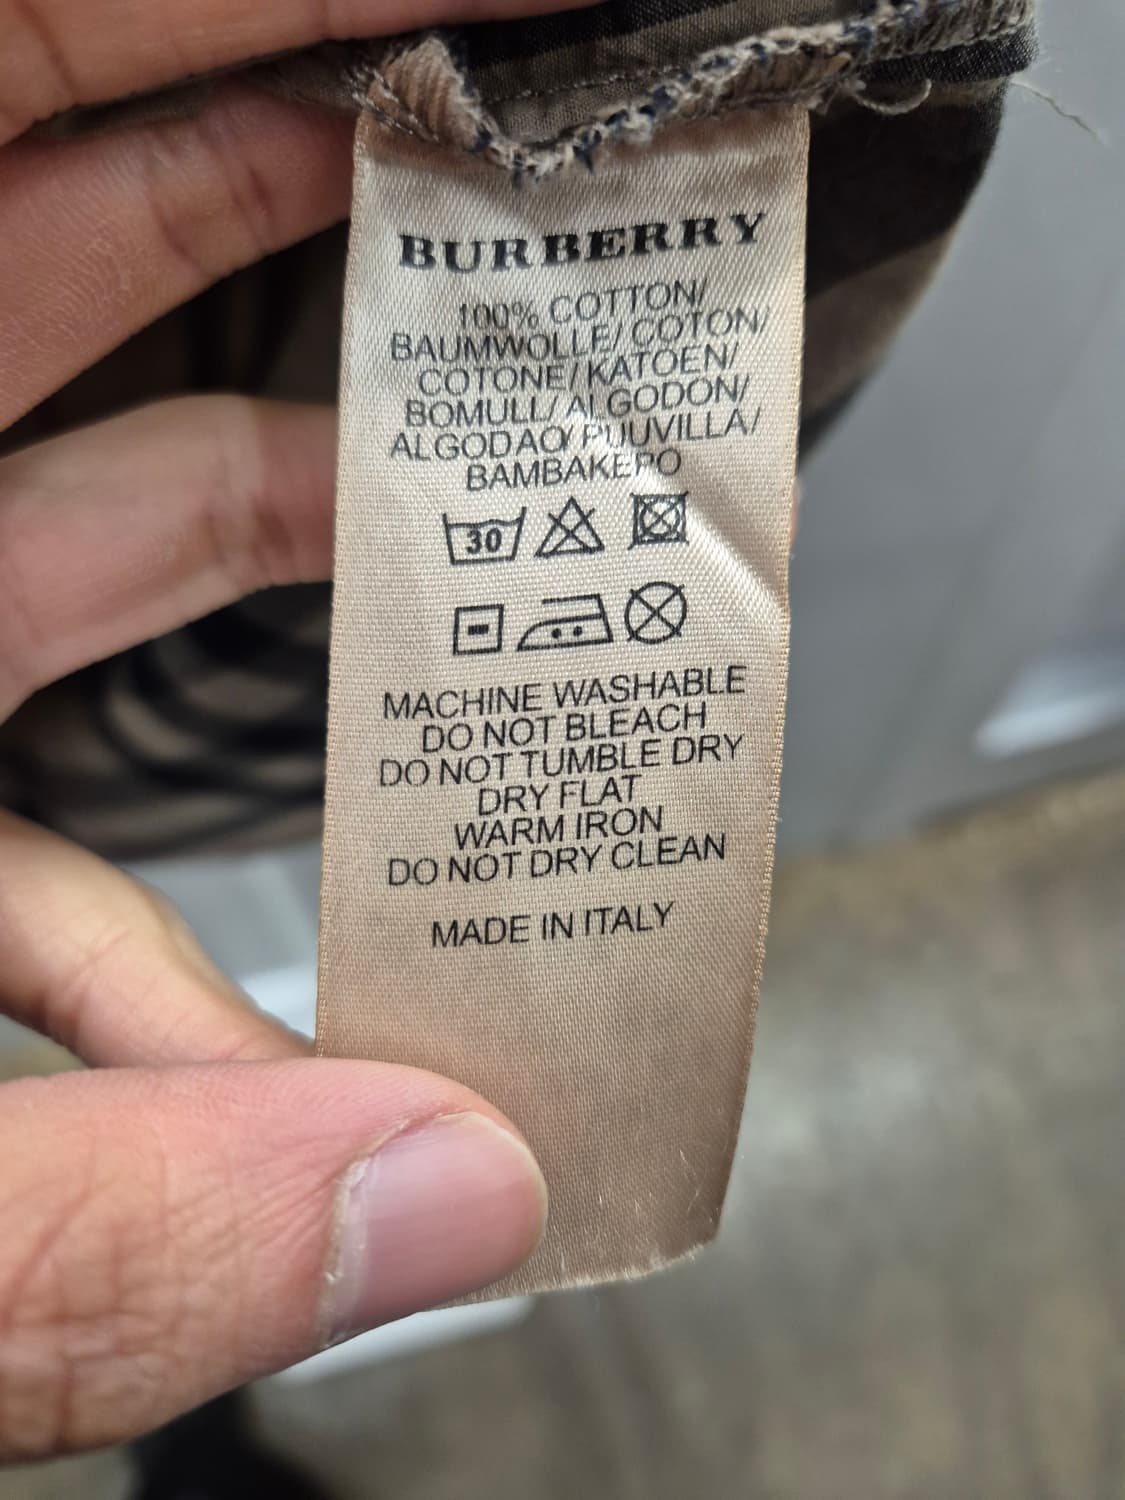 BURBERRY
100% COTTON/
BAUMWOLLE/ COTON/
COTONE/ KATOEN/
BOMULL/ ALGODON/
ALGODAO/ PUUVILLA/
BAMBAKEPO
30
MACHINE WASHABLE
DO NOT BLEACH
DO NOT TUMBLE DRY
DRY FLAT
WARM IRON
DO NOT DRY CLEAN
MADE IN ITALY